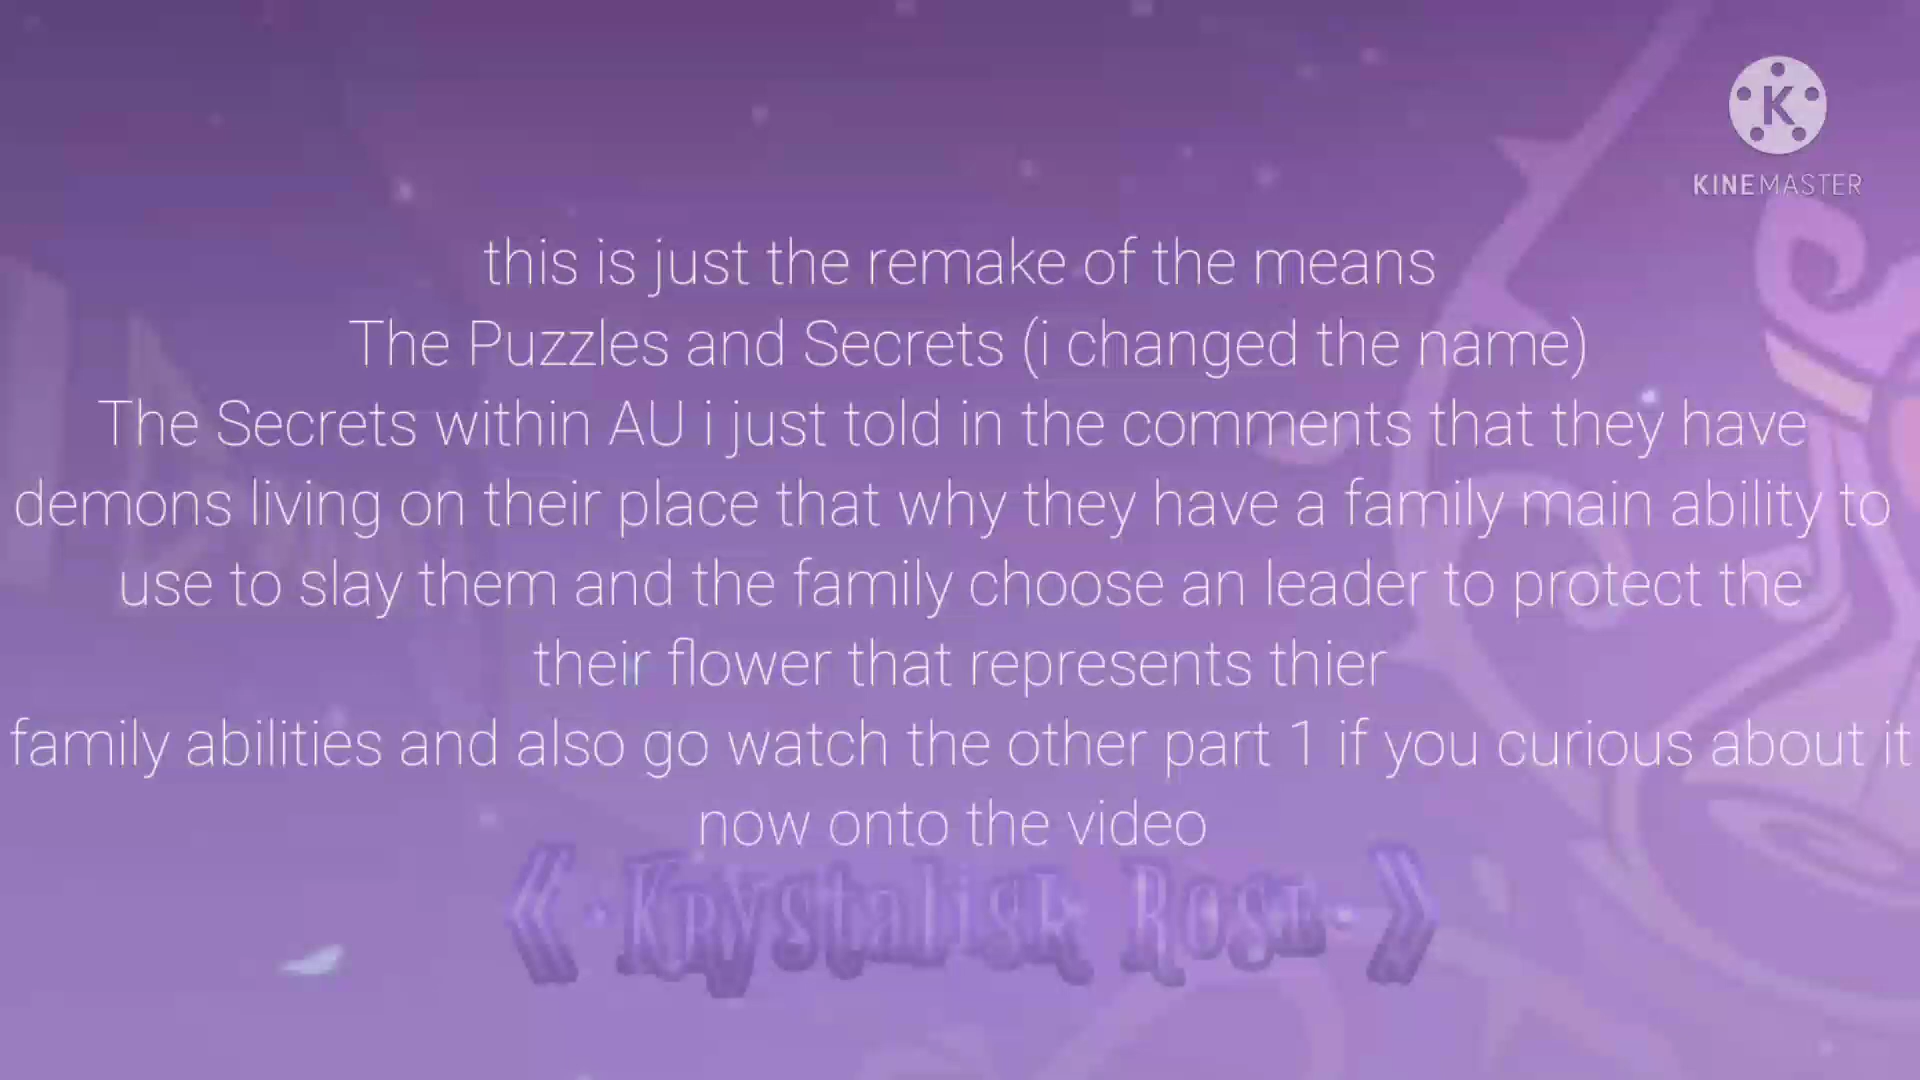 KINEMASTER
this is just the remake of the means
The Puzzles and Secrets (i changed the name)
The Secrets within AU i just told in the comments that they have
demons living on their place that why they have a family main ability to
use to slay them and the family choose an leader to protect the
their flower that represents thier
family abilities and also go watch the other part 1 if you curious about it
now onto the video
《·Krystalisk Rose·》